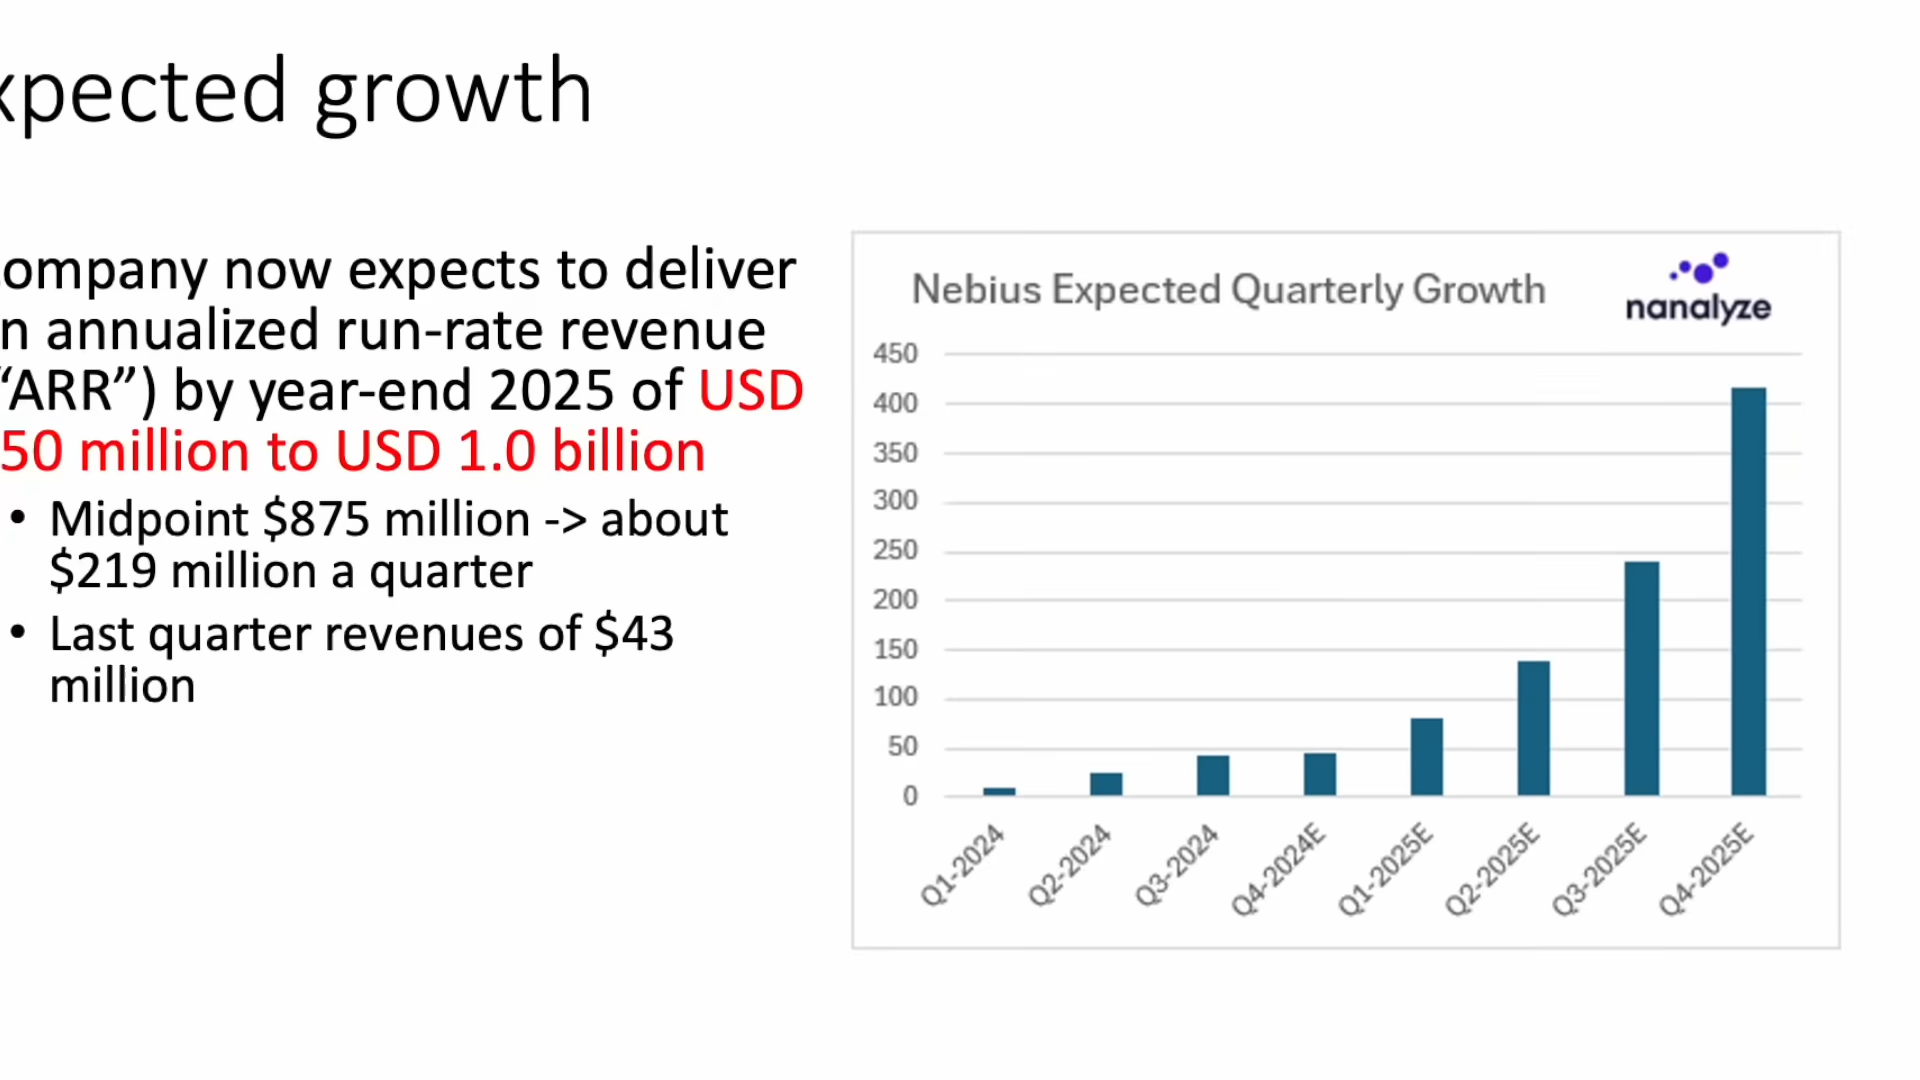 xpected growth
ompany now expects to deliver
n annualized run-rate revenue
“ARR”) by year-end 2025 of USD
50 million to USD 1.0 billion
• Midpoint $875 million -> about
$219 million a quarter
• Last quarter revenues of $43
million
Nebius Expected Quarterly Growth
nanalyze
450
400
350
300
250
200
150
100
50
0
Q1-2024
Q2-2024
Q3-2024
Q4-2024E
Q1-2025E
Q2-2025E
Q3-2025E
Q4-2025E